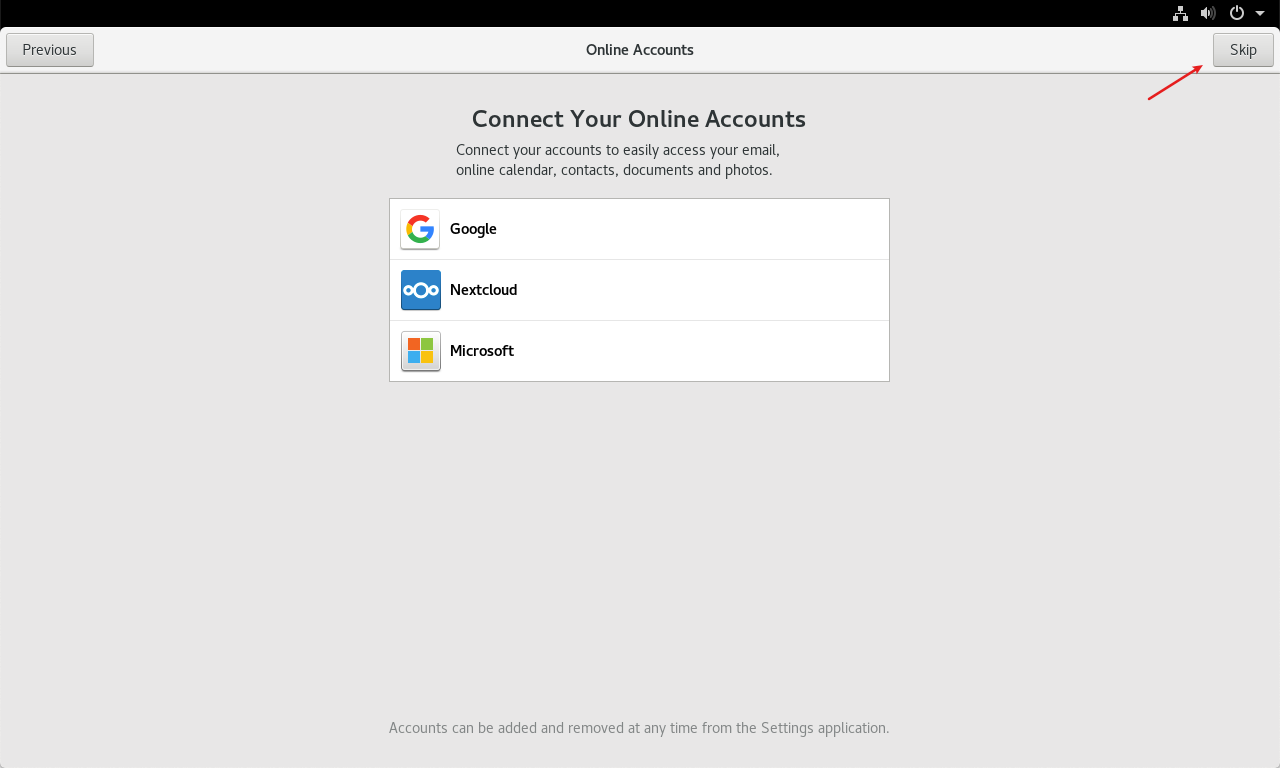 Previous
Online Accounts
Skip
Connect Your Online Accounts
Connect your accounts to easily access your email,
online calendar, contacts, documents and photos.
Google
Nextcloud
Microsoft
Accounts can be added and removed at any time from the Settings application.